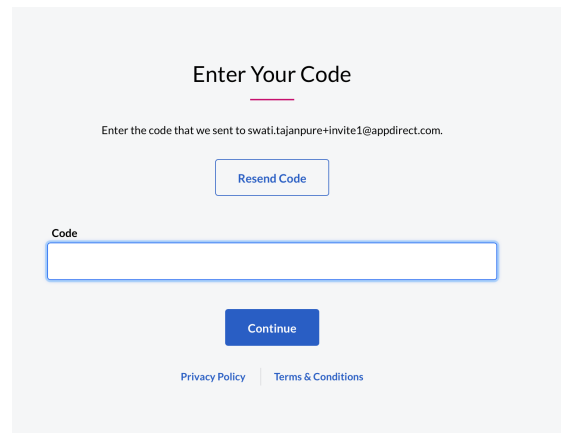 Enter Your Code
Enter the code that we sent to swati.tajanpure+invite1@appdirect.com.
Resend Code
Code
Continue
Privacy Policy
Terms & Conditions